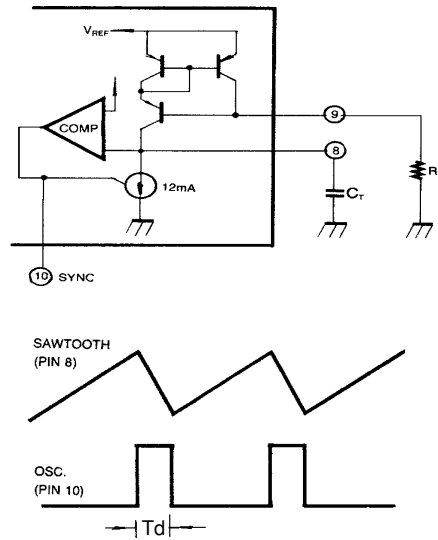 VREF
COMP
9
8
12mA
CT
R
10 SYNC
SAWTOOTH
(PIN 8)
OSC.
(PIN 10)
Td